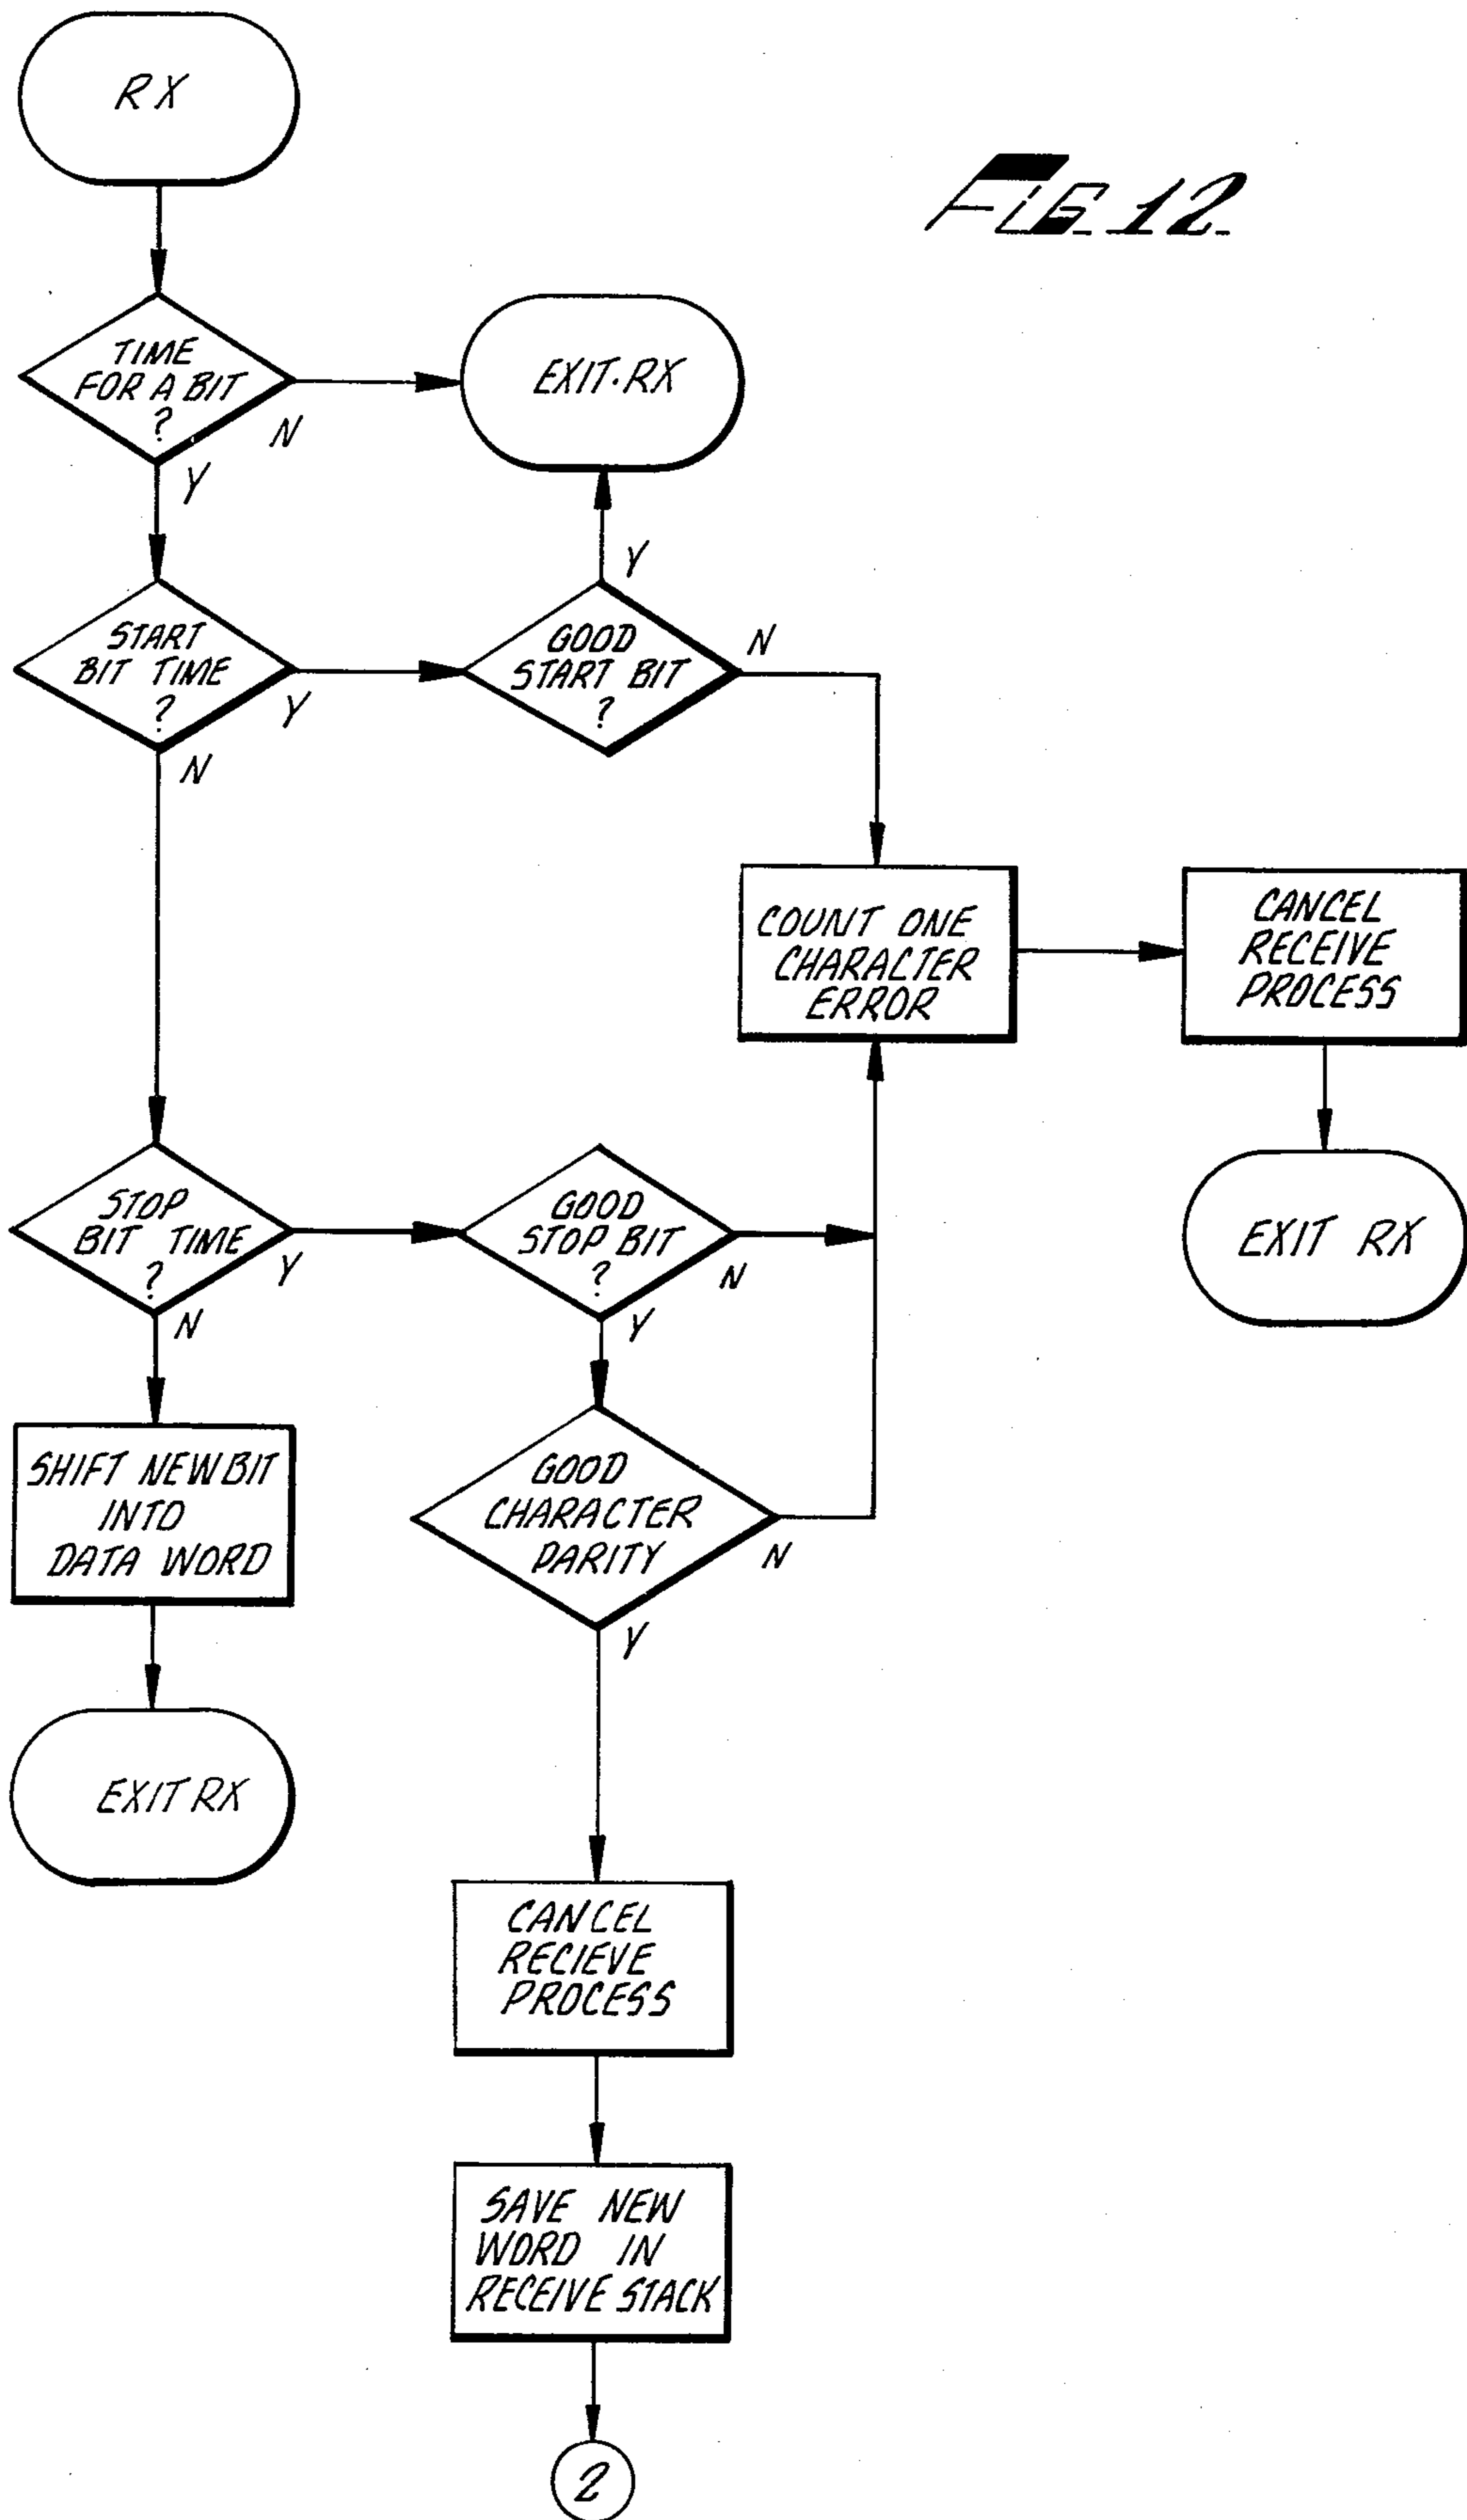 RX
FIG. 12.
TIME
FOR A BIT
?
N
Y
EXIT·RX
Y
START
BIT TIME
?
Y
N
GOOD
START BIT
?
N
COUNT ONE
CHARACTER
ERROR
CANCEL
RECEIVE
PROCESS
EXIT RX
STOP
BIT TIME
?
Y
N
GOOD
STOP BIT
?
N
Y
SHIFT NEW BIT
INTO
DATA WORD
GOOD
CHARACTER
PARITY
N
Y
EXIT RX
CANCEL
RECIEVE
PROCESS
SAVE NEW
WORD IN
RECEIVE STACK
2